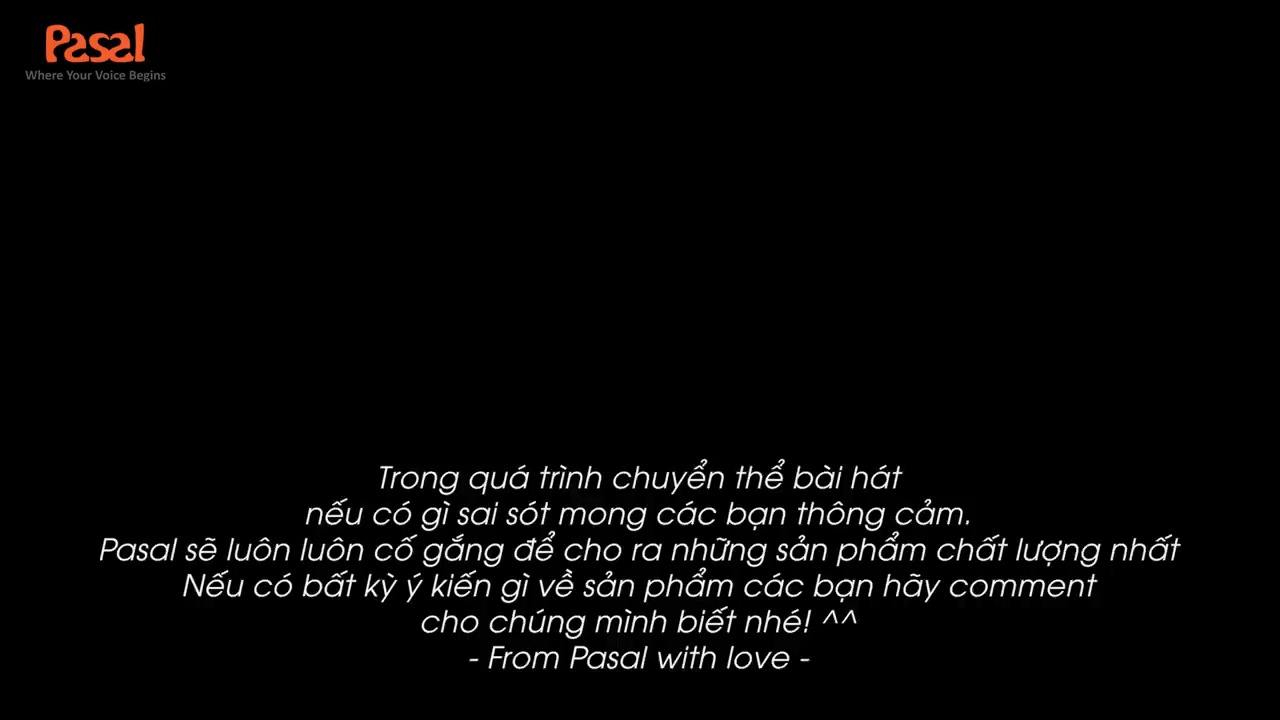 Pasal
Where Your Voice Begins
Trong quá trình chuyển thể bài hát
nếu có gì sai sót mong các bạn thông cảm.
Pasal sẽ luôn luôn cố gắng để cho ra những sản phẩm chất lượng nhất
Nếu có bất kỳ ý kiến gì về sản phẩm các bạn hãy comment
cho chúng mình biết nhé! ^^
- From Pasal with love -